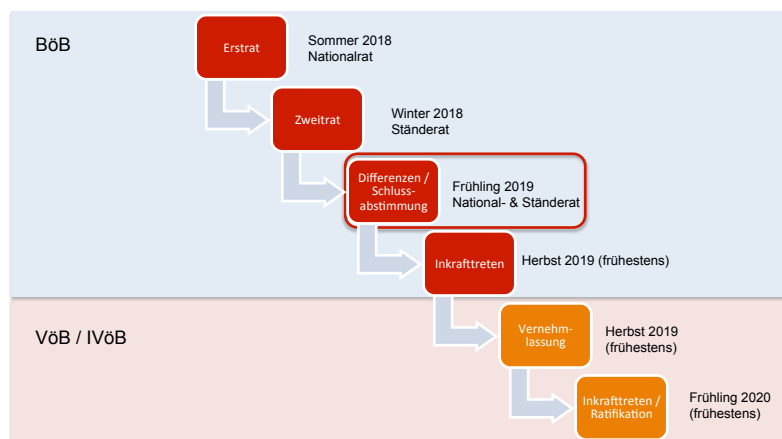 BöB
Erstrat
Sommer 2018
Nationalrat
Zweitrat
Winter 2018
Ständerat
Differenzen /
Schluss-
abstimmung
Frühling 2019
National- & Ständerat
Inkrafttreten
Herbst 2019 (frühestens)
VöB / IVöB
Vernehm-
lassung
Herbst 2019
(frühestens)
Inkrafttreten /
Ratifikation
Frühling 2020
(frühestens)